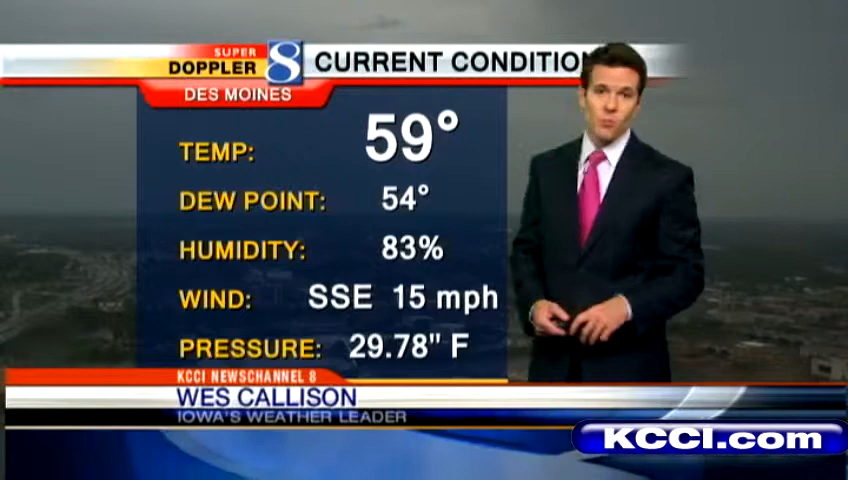 SUPER
DOPPLER 8 CURRENT CONDITION
DES MOINES
TEMP: 59°
DEW POINT: 54°
HUMIDITY: 83%
WIND: SSE 15 mph
PRESSURE: 29.78" F
KCCI NEWSCHANNEL 8
WES CALLISON
IOWA'S WEATHER LEADER
KCCI.com